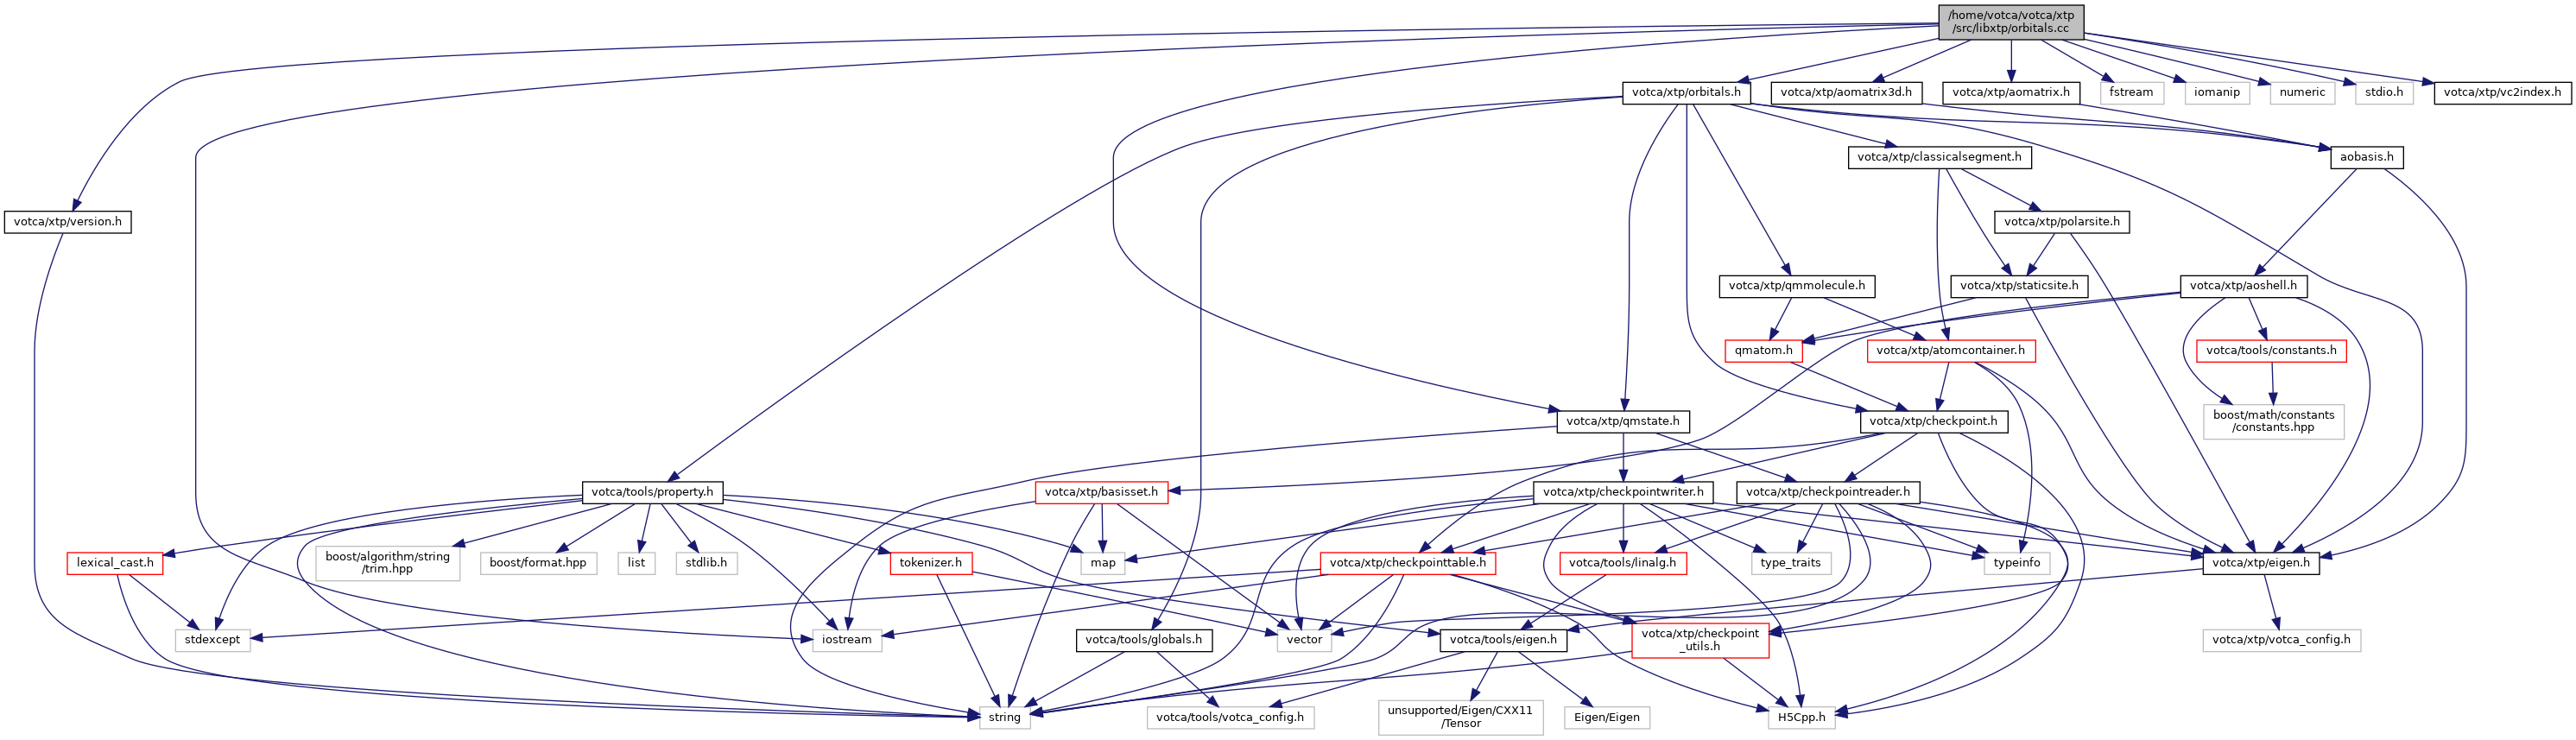 /home/votca/votca/xtp
/src/libxtp/orbitals.cc
votca/xtp/orbitals.h
votca/xtp/aomatrix3d.h
votca/xtp/aomatrix.h
fstream
iomanip
numeric
stdio.h
votca/xtp/vc2index.h
votca/xtp/classicalsegment.h
aobasis.h
votca/xtp/version.h
votca/xtp/polarsite.h
votca/xtp/qmmolecule.h
votca/xtp/staticsite.h
votca/xtp/aoshell.h
qmatom.h
votca/xtp/atomcontainer.h
votca/tools/constants.h
votca/xtp/qmstate.h
votca/xtp/checkpoint.h
boost/math/constants
/constants.hpp
votca/tools/property.h
votca/xtp/basisset.h
votca/xtp/checkpointwriter.h
votca/xtp/checkpointreader.h
lexical_cast.h
boost/algorithm/string
/trim.hpp
boost/format.hpp
list
stdlib.h
tokenizer.h
map
votca/xtp/checkpointtable.h
votca/tools/linalg.h
type_traits
typeinfo
votca/xtp/eigen.h
stdexcept
iostream
votca/tools/globals.h
vector
votca/tools/eigen.h
votca/xtp/checkpoint
_utils.h
votca/xtp/votca_config.h
string
votca/tools/votca_config.h
unsupported/Eigen/CXX11
/Tensor
Eigen/Eigen
H5Cpp.h